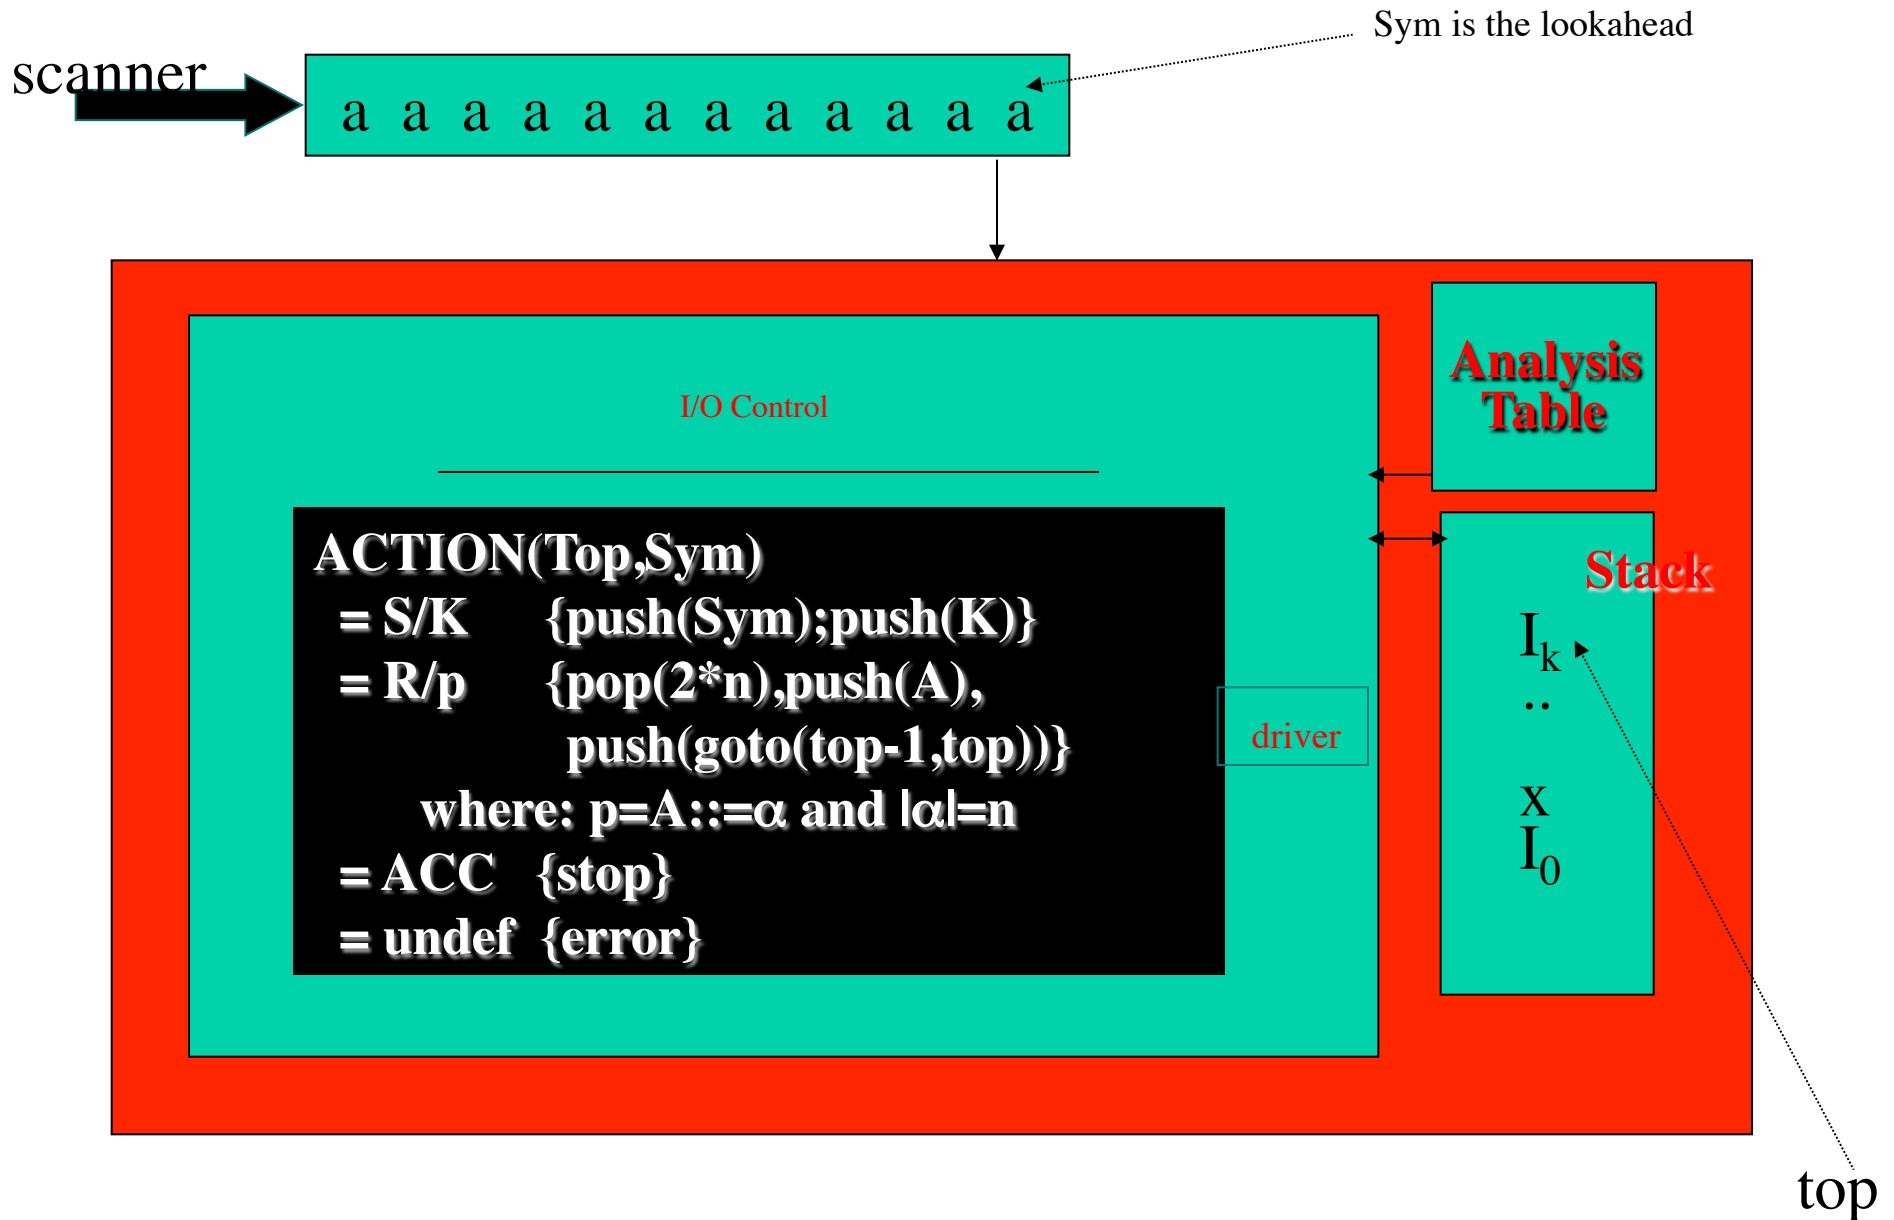 Sym is the lookahead
scanner
a a a a a a a a a a a a
Analysis
Table
I/O Control
ACTION(Top,Sym)
= S/K {push(Sym);push(K)}
= R/p {pop(2*n),push(A),
push(goto(top-1,top))}
where: p=A::=α and |α|=n
= ACC {stop}
= undef {error}
driver
Stack
Iₖ
..
x
I₀
top